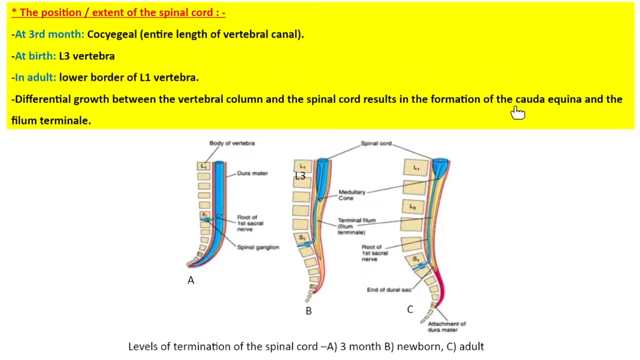 * The position / extent of the spinal cord : -
-At 3rd month: Cocyegeal (entire length of vertebral canal).
-At birth: L3 vertebra
-In adult: lower border of L1 vertebra.
-Differential growth between the vertebral column and the spinal cord results in the formation of the cauda equina and the
filum terminale.
Body of vertebra
L1
Dura mater
S1
Root of
1st sacral
nerve
Spinal ganglion
A
Spinal cord
L1
L3
Medullary
Cone
Terminal filum
(filum
terminale)
S1
Root of
1st sacral
nerve
End of dural sac
B
L1
S1
C
Attachment of
dura mater
Levels of termination of the spinal cord –A) 3 month B) newborn, C) adult